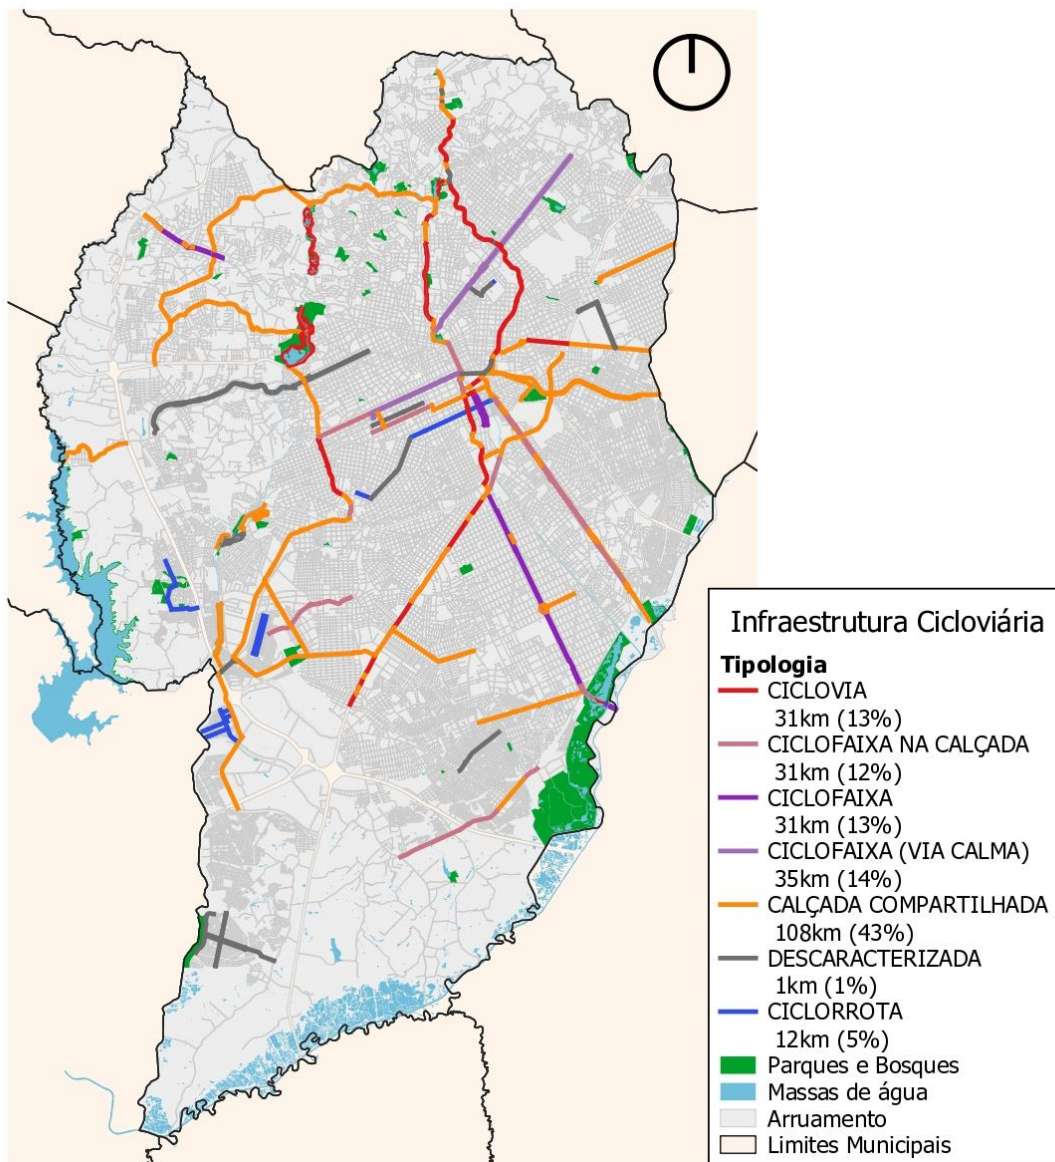 Infraestrutura Cicloviária
Tipologia
CICLOVIA
31km (13%)
CICLOFAIXA NA CALÇADA
31km (12%)
CICLOFAIXA
31km (13%)
CICLOFAIXA (VIA CALMA)
35km (14%)
CALÇADA COMPARTILHADA
108km (43%)
DESCARACTERIZADA
1km (1%)
CICLORROTA
12km (5%)
Parques e Bosques
Massas de água
Arruamento
Limites Municipais